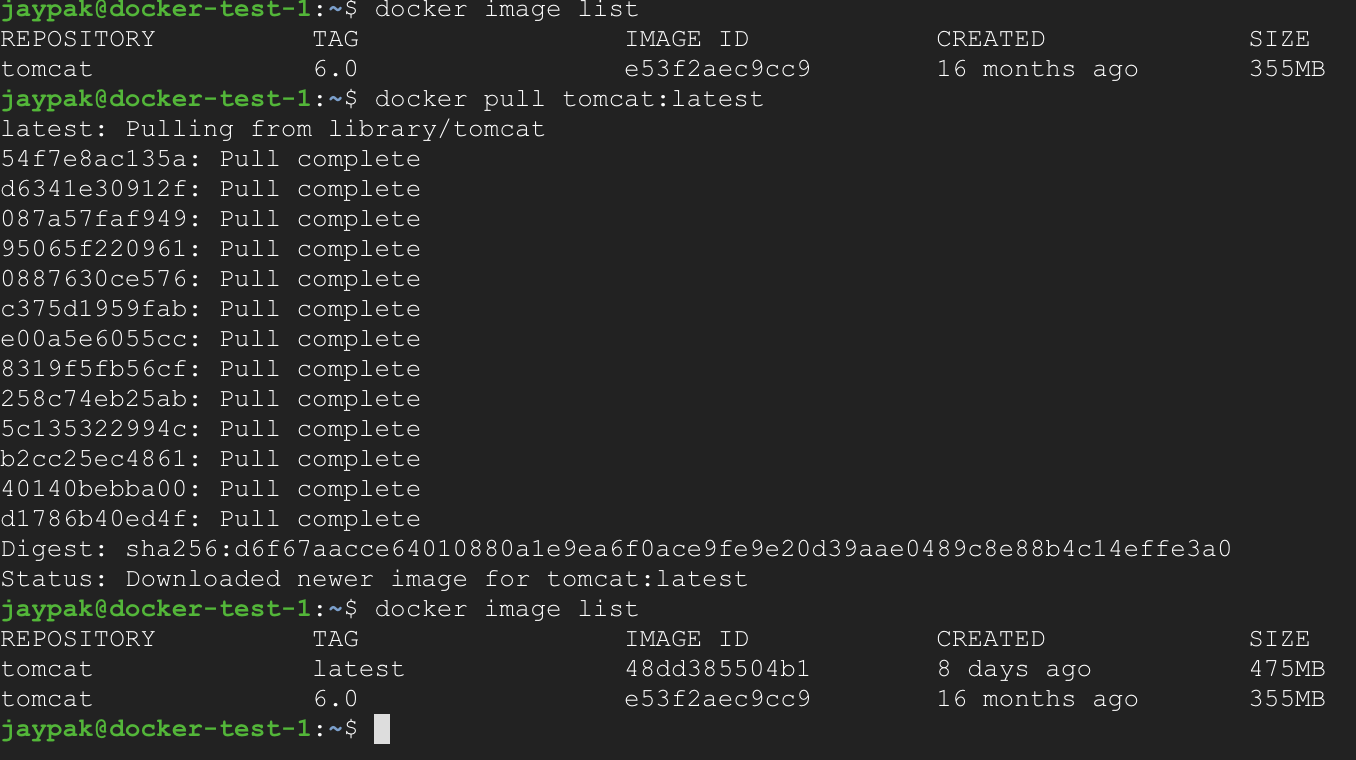 jaypak@docker-test-1:~$ docker image list
REPOSITORY TAG IMAGE ID CREATED SIZE
tomcat 6.0 e53f2aec9cc9 16 months ago 355MB
jaypak@docker-test-1:~$ docker pull tomcat:latest
latest: Pulling from library/tomcat
54f7e8ac135a: Pull complete
d6341e30912f: Pull complete
087a57faf949: Pull complete
95065f220961: Pull complete
0887630ce576: Pull complete
c375d1959fab: Pull complete
e00a5e6055cc: Pull complete
8319f5fb56cf: Pull complete
258c74eb25ab: Pull complete
5c135322994c: Pull complete
b2cc25ec4861: Pull complete
40140bebba00: Pull complete
d1786b40ed4f: Pull complete
Digest: sha256:d6f67aacce64010880a1e9ea6f0ace9fe9e20d39aae0489c8e88b4c14effe3a0
Status: Downloaded newer image for tomcat:latest
jaypak@docker-test-1:~$ docker image list
REPOSITORY TAG IMAGE ID CREATED SIZE
tomcat latest 48dd385504b1 8 days ago 475MB
tomcat 6.0 e53f2aec9cc9 16 months ago 355MB
jaypak@docker-test-1:~$